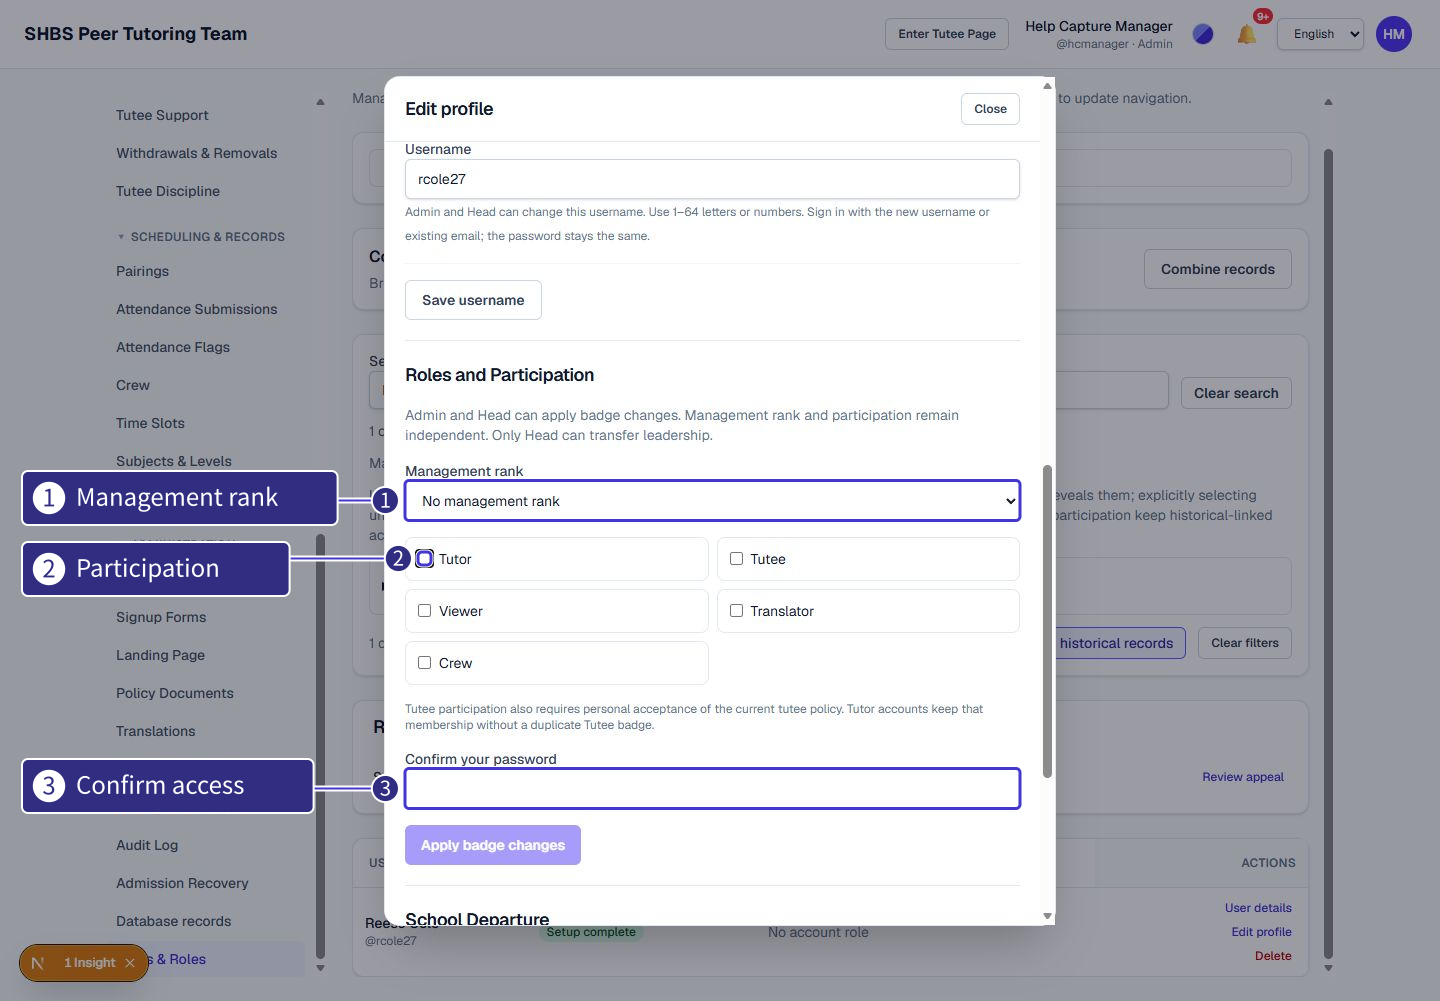 SHBS Peer Tutoring Team
Enter Tutee Page
Help Capture Manager
@hcmanager · Admin
9+
English
HM
Tutee Support
Withdrawals & Removals
Tutee Discipline
SCHEDULING & RECORDS
Pairings
Attendance Submissions
Attendance Flags
Crew
Time Slots
Subjects & Levels
1 Management rank
2 Participation
Signup Forms
Landing Page
Policy Documents
Translations
3 Confirm access
Audit Log
Admission Recovery
Database records
& Roles
N 1 Insight ×
to update navigation.
Combine records
Clear search
eveals them; explicitly selecting
participation keep historical-linked
historical records
Clear filters
Review appeal
ACTIONS
@rcole27
Setup complete
No account role
User details
Edit profile
Delete
Edit profile
Close
Username
rcole27
Admin and Head can change this username. Use 1–64 letters or numbers. Sign in with the new username or
existing email; the password stays the same.
Save username
Roles and Participation
Admin and Head can apply badge changes. Management rank and participation remain
independent. Only Head can transfer leadership.
Management rank
1 No management rank
2 Tutor
Tutee
Viewer
Translator
Crew
Tutee participation also requires personal acceptance of the current tutee policy. Tutor accounts keep that
membership without a duplicate Tutee badge.
Confirm your password
3
Apply badge changes
School Departure